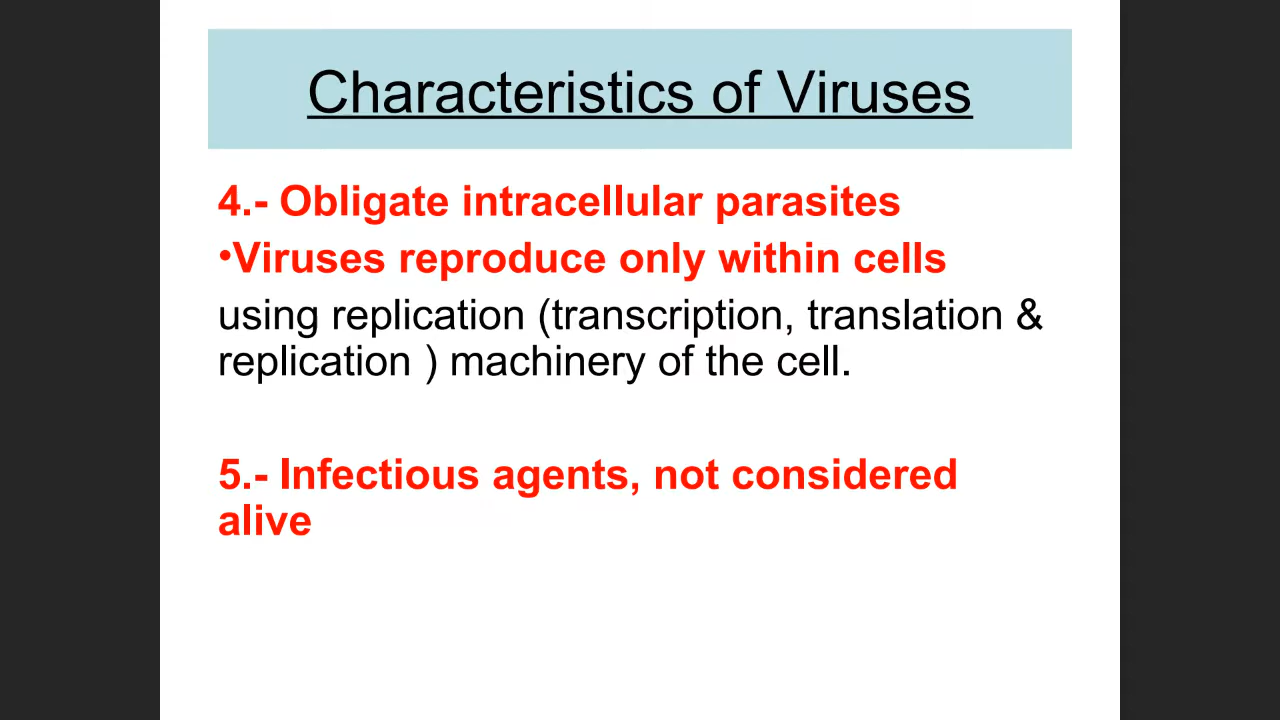 Characteristics of Viruses
4.- Obligate intracellular parasites
•Viruses reproduce only within cells
using replication (transcription, translation &
replication ) machinery of the cell.
5.- Infectious agents, not considered
alive